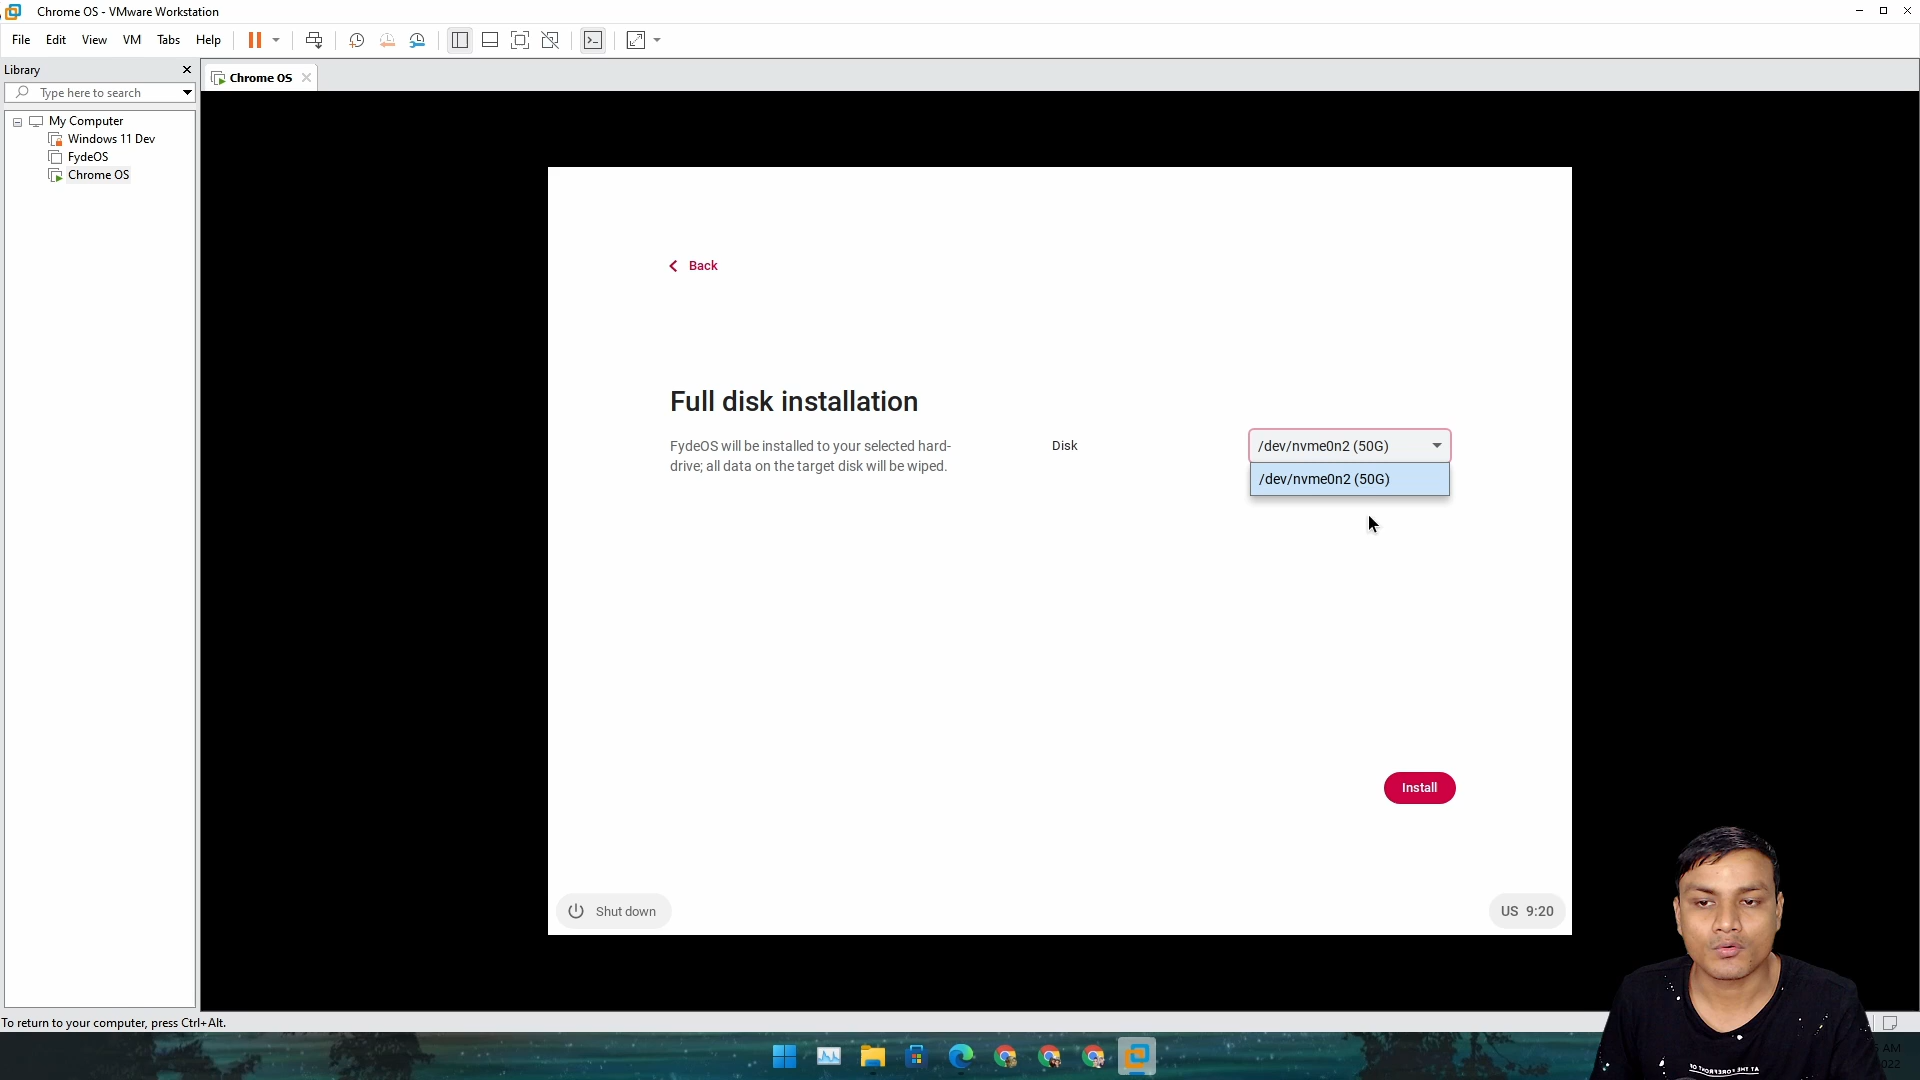 Chrome OS - VMware Workstation
File Edit View VM Tabs Help
Library
Type here to search
My Computer
Windows 11 Dev
FydeOS
Chrome OS
Chrome OS
Back
Full disk installation
FydeOS will be installed to your selected hard-
drive; all data on the target disk will be wiped.
Disk
/dev/nvme0n2 (50G)
/dev/nvme0n2 (50G)
Install
Shut down
US 9:20
To return to your computer, press Ctrl+Alt.
AM
022